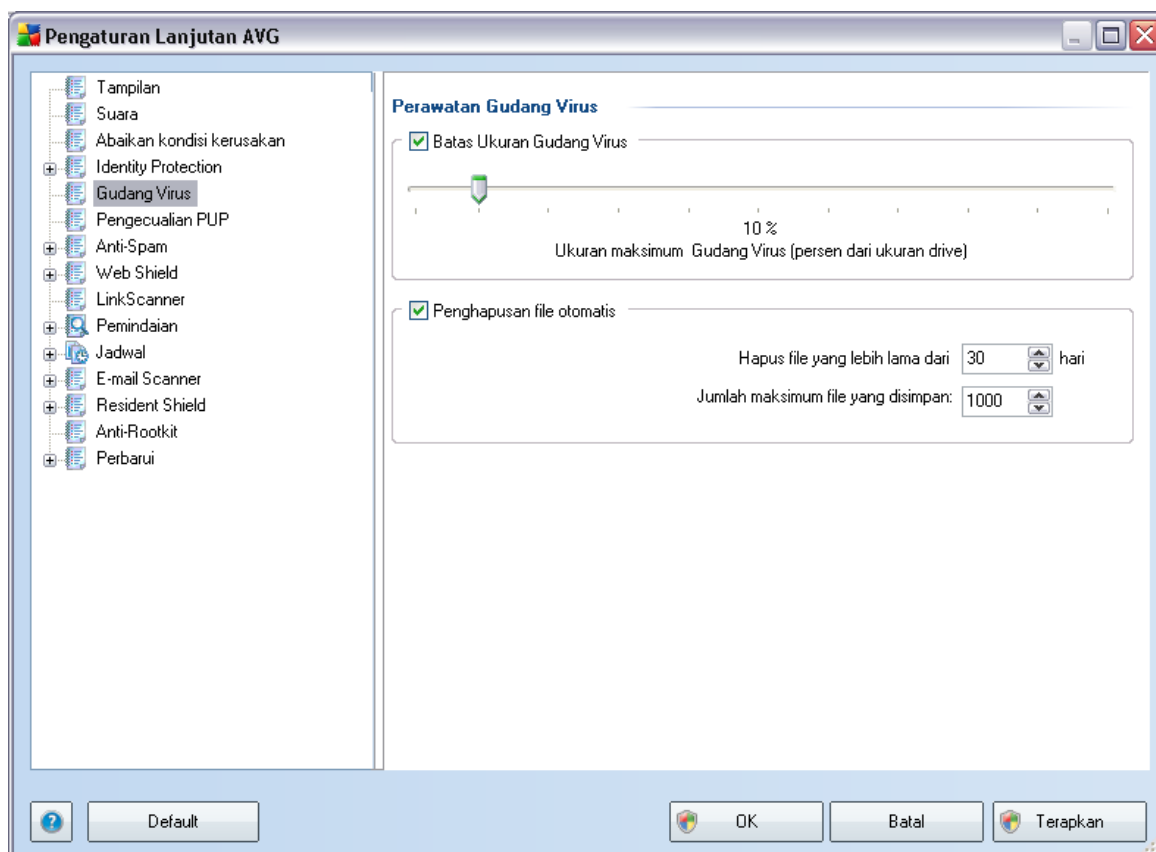 Pengaturan Lanjutan AVG
Tampilan
Suara
Abaikan kondisi kerusakan
Identity Protection
Gudang Virus
Pengecualian PUP
Anti-Spam
Web Shield
LinkScanner
Pemindaian
Jadwal
E-mail Scanner
Resident Shield
Anti-Rootkit
Perbarui
Perawatan Gudang Virus
Batas Ukuran Gudang Virus
10 %
Ukuran maksimum Gudang Virus (persen dari ukuran drive)
Penghapusan file otomatis
Hapus file yang lebih lama dari 30 hari
Jumlah maksimum file yang disimpan: 1000
? Default OK Batal Terapkan